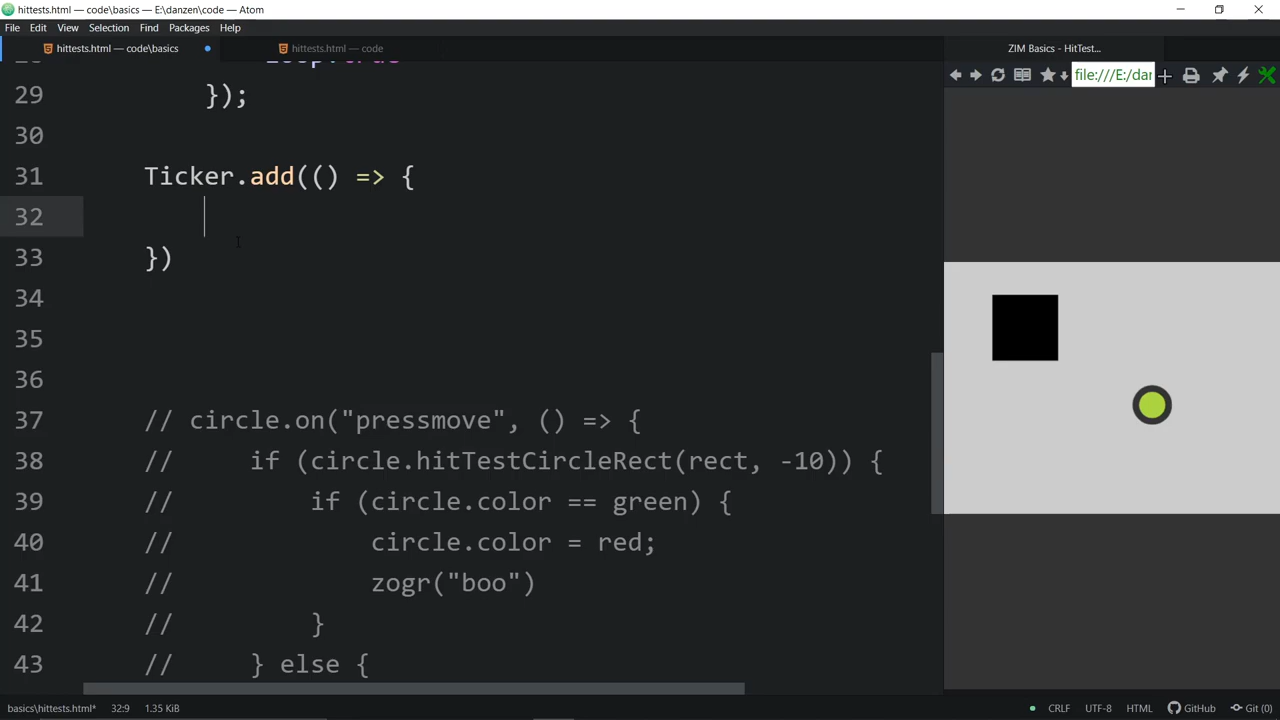 hittests.html — code\basics — E:\danzen\code — Atom
File Edit View Selection Find Packages Help
hittests.html — code\basics
hittests.html — code
ZIM Basics - HitTest...
file:///E:/dar
28 loop:true
29 });
30
31 Ticker.add(() => {
32
33 })
34
35
36
37 // circle.on("pressmove", () => {
38 // if (circle.hitTestCircleRect(rect, -10)) {
39 // if (circle.color == green) {
40 // circle.color = red;
41 // zogr("boo")
42 // }
43 // } else {
basics\hittests.html* 32:9 1.35 KiB
CRLF UTF-8 HTML GitHub Git (0)